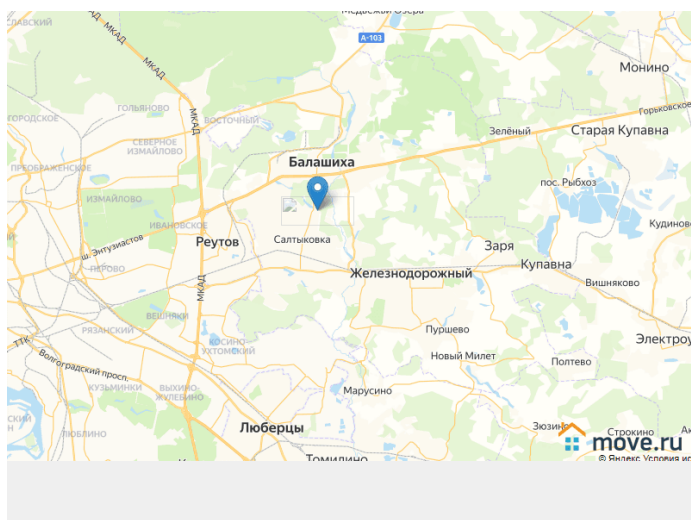 Медвежьи Озёра
СЛАВСКИЙ
МКАД
А-103
МКАД
Монино
ГОЛЬЯНОВО
МКАД
Горьковское
ГОРОДСКОЕ
ВОСТОЧНЫЙ
Зелёный
Старая Купавна
СЕВЕРНОЕ
ИЗМАЙЛОВО
Балашиха
ПРЕОБРАЖЕНСКОЕ
пос. Рыбхоз
ИЗМАЙЛОВО
ИВАНОВСКОЕ
Кудиново
Реутов
Салтыковка
ш. Энтузиастов
Заря
Купавна
ПЕРОВО
Железнодорожный
МКАД
Вишняково
ВЕШНЯКИ
РЯЗАНСКИЙ
Пуршево
ТТК
КОСИНО-
УХТОМСКИЙ
Электроу
Новый Милет
Волгоградский просп.
Полтево
КУЗЬМИНКИ
ВЫХИНО-
ЖУЛЕБИНО
Марусино
Люберцы
ЛЮБЛИНО
Зюзино
Строкино
move.ru
Томилино
© Яндекс Условия ис